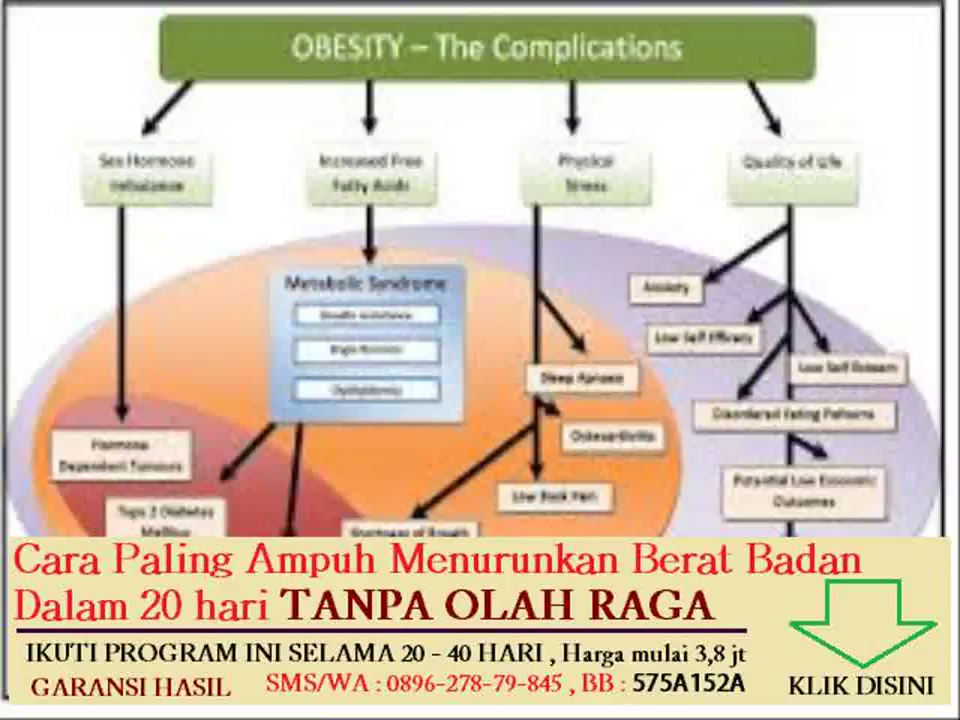 OBESITY – The Complications
Sex Hormone
Imbalance
Increased Free
Fatty Acids
Physical
Stress
Quality of Life
Metabolic Syndrome
Anxiety
Low Self Efficacy
Sleep Apnoea
Low Self Esteem
Disordered Eating Patterns
Osteoarthritis
Hormone
Dependent Tumours
Low Back Pain
Potential Low Economic
Outcomes
Type 2 Diabetes
Mellitus
Shortness of Breath
Cara Paling Ampuh Menurunkan Berat Badan
Dalam 20 hari TANPA OLAH RAGA
IKUTI PROGRAM INI SELAMA 20 - 40 HARI , Harga mulai 3,8 jt
GARANSI HASIL SMS/WA : 0896-278-79-845 , BB : 575A152A
KLIK DISINI